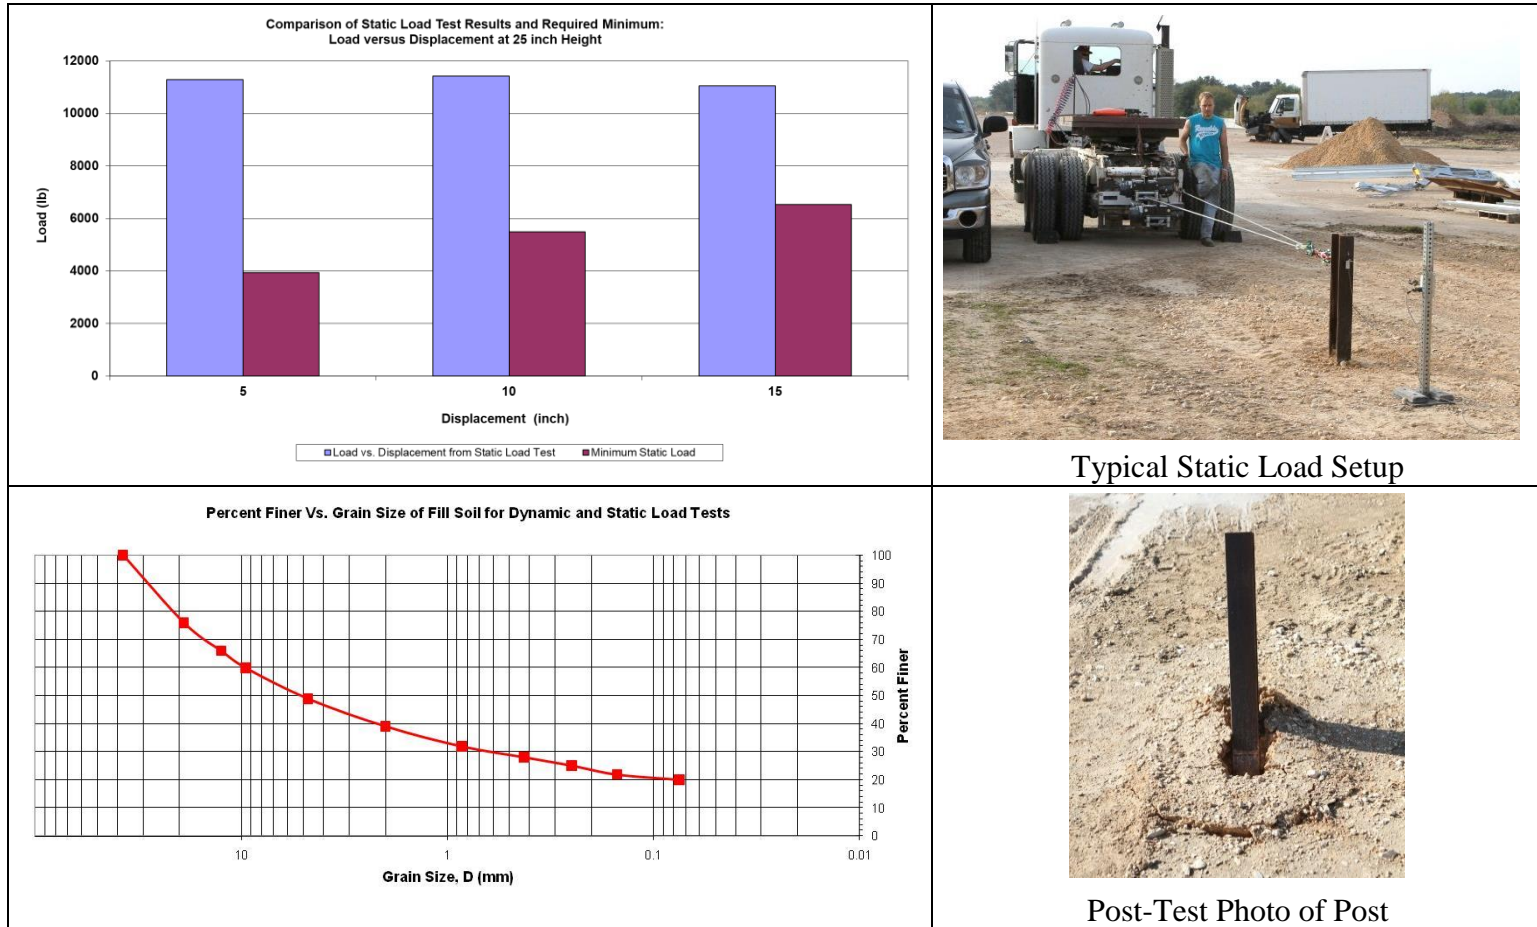 Comparison of Static Load Test Results and Required Minimum:
Load versus Displacement at 25 inch Height
12000
10000
8000
6000
4000
2000
0
Load (lb)
5
10
15
Displacement (inch)
Load vs. Displacement from Static Load Test
Minimum Static Load
Typical Static Load Setup
Percent Finer Vs. Grain Size of Fill Soil for Dynamic and Static Load Tests
100
90
80
70
60
50
40
30
20
10
0
Percent Finer
10
1
0.1
0.01
Grain Size, D (mm)
Post-Test Photo of Post